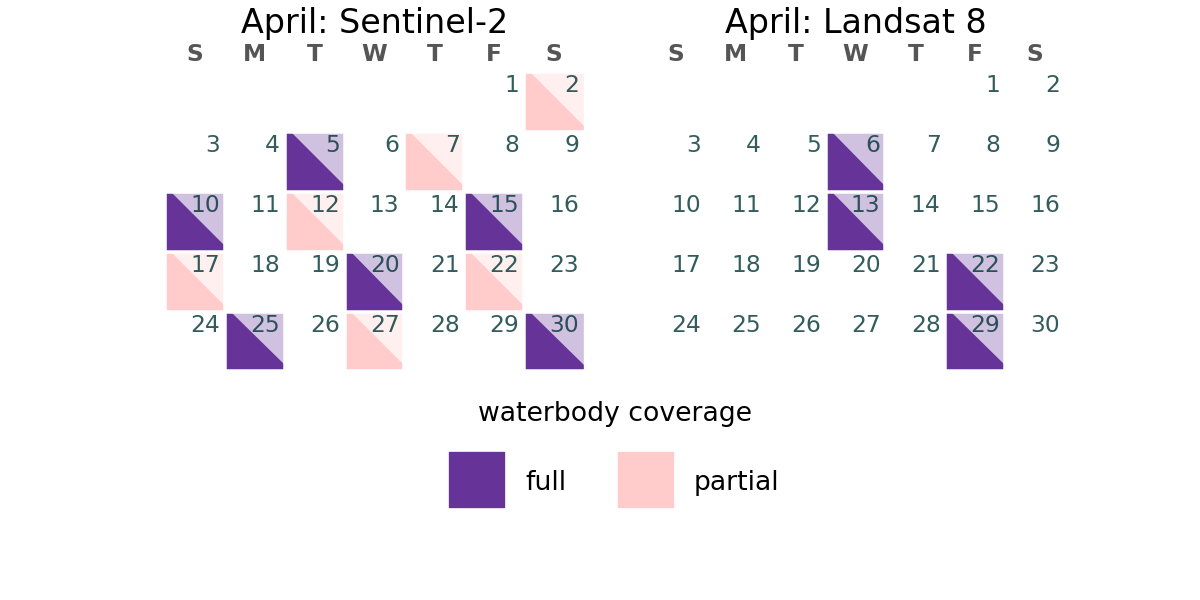 April: Sentinel-2
S M T W T F S
1 2
3 4 5 6 7 8 9
10 11 12 13 14 15 16
17 18 19 20 21 22 23
24 25 26 27 28 29 30
April: Landsat 8
S M T W T F S
1 2
3 4 5 6 7 8 9
10 11 12 13 14 15 16
17 18 19 20 21 22 23
24 25 26 27 28 29 30
waterbody coverage
full partial